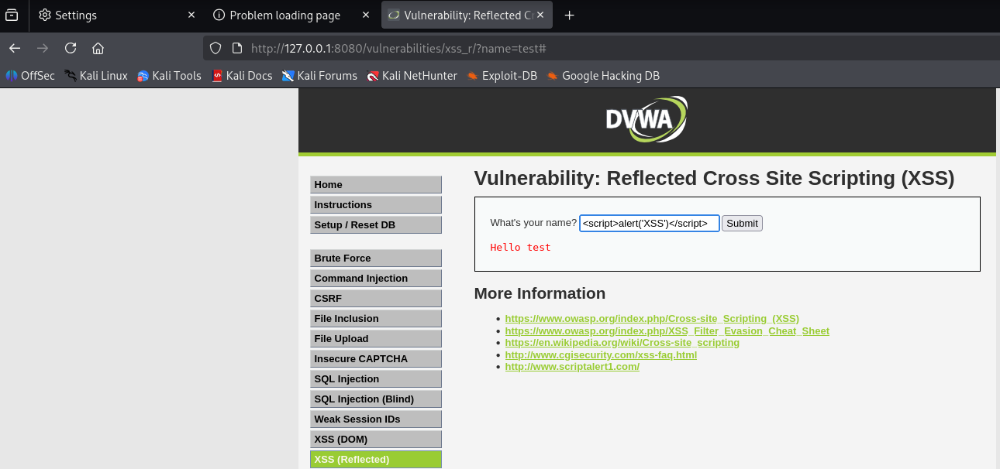 Settings
Problem loading page
Vulnerability: Reflected C
http://127.0.0.1:8080/vulnerabilities/xss_r/?name=test#
OffSec Kali Linux Kali Tools Kali Docs Kali Forums Kali NetHunter Exploit-DB Google Hacking DB
DVWA
Home
Instructions
Setup / Reset DB
Brute Force
Command Injection
CSRF
File Inclusion
File Upload
Insecure CAPTCHA
SQL Injection
SQL Injection (Blind)
Weak Session IDs
XSS (DOM)
XSS (Reflected)
Vulnerability: Reflected Cross Site Scripting (XSS)
What's your name? <script>alert('XSS')</script> Submit
Hello test
More Information
https://www.owasp.org/index.php/Cross-site_Scripting_(XSS)
https://www.owasp.org/index.php/XSS_Filter_Evasion_Cheat_Sheet
https://en.wikipedia.org/wiki/Cross-site_scripting
http://www.cgisecurity.com/xss-faq.html
http://www.scriptalert1.com/